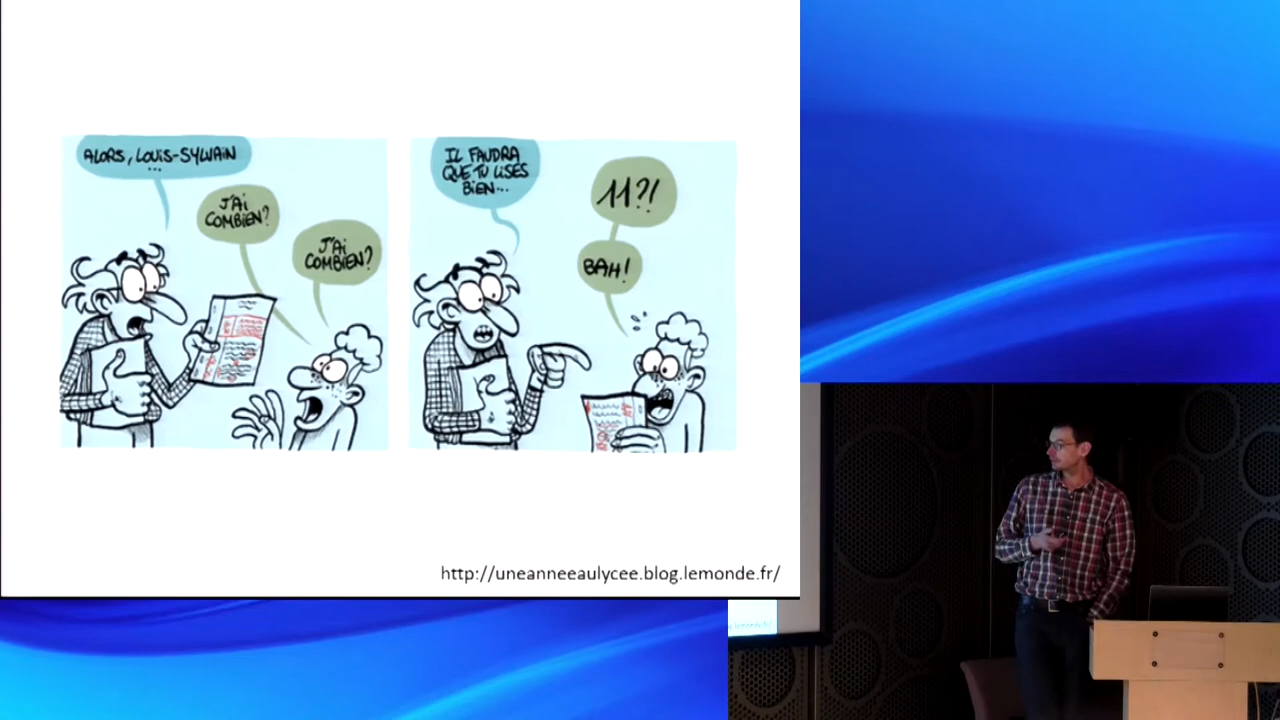 ALORS, LOUIS-SYLVAIN
...
J'AI
COMBIEN?
J'AI
COMBIEN?
IL FAUDRA
QUE TU LISES
BIEN...
11?!
BAH!
http://uneanneeaulycee.blog.lemonde.fr/